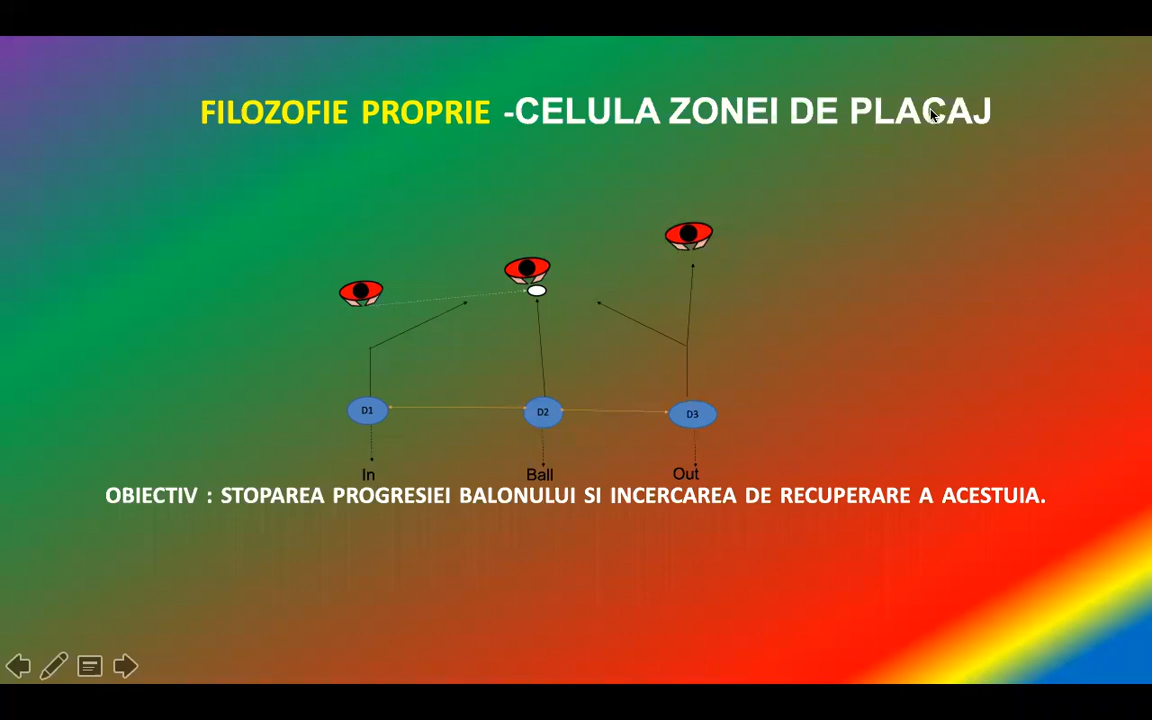 FILOZOFIE PROPRIE -CELULA ZONEI DE PLACAJ
D1 D2 D3
In Ball Out
OBIECTIV : STOPAREA PROGRESIEI BALONULUI SI INCERCAREA DE RECUPERARE A ACESTUIA.